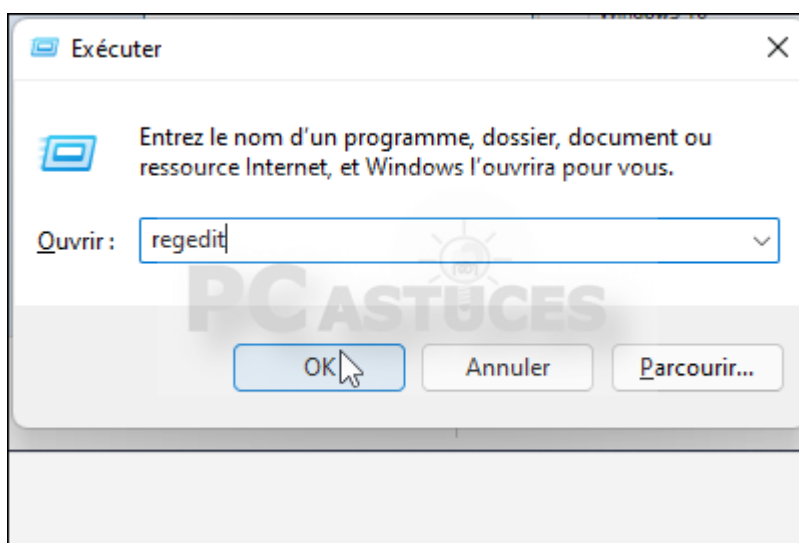 Exécuter
Entrez le nom d'un programme, dossier, document ou
ressource Internet, et Windows l'ouvrira pour vous.
Ouvrir :
regedit
PC ASTUCES
OK
Annuler
Parcourir...